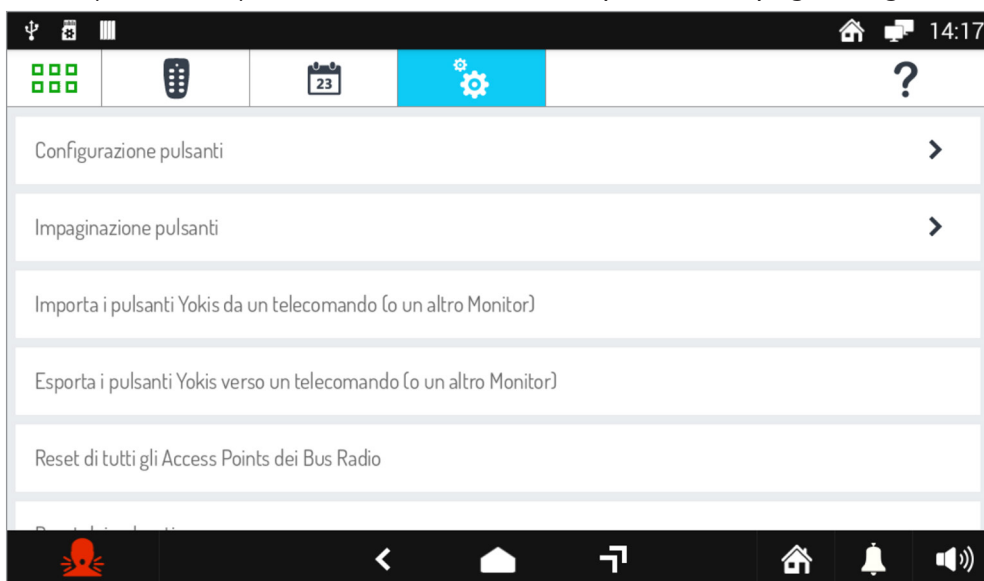 14:17
23
?
Configurazione pulsanti
Impaginazione pulsanti
Importa i pulsanti Yokis da un telecomando (o un altro Monitor)
Esporta i pulsanti Yokis verso un telecomando (o un altro Monitor)
Reset di tutti gli Access Points dei Bus Radio